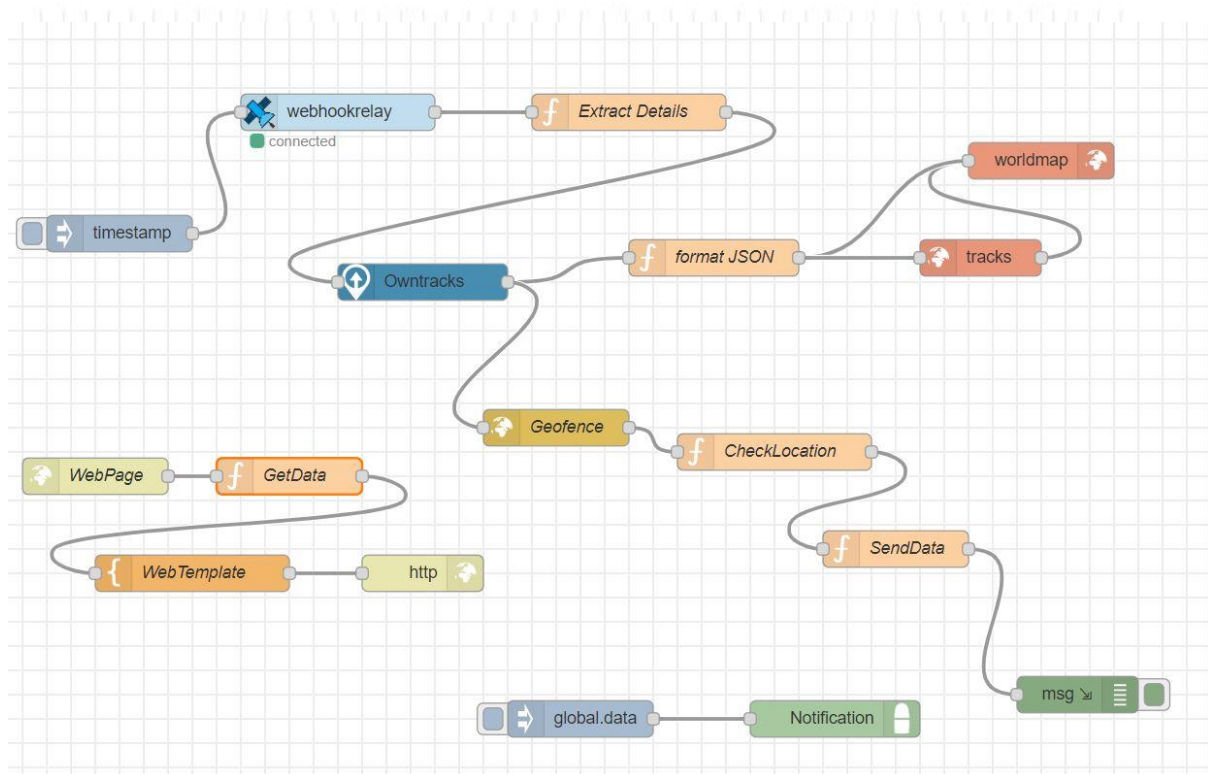 webhookrelay
Extract Details
connected
worldmap
timestamp
format JSON
tracks
Owntracks
Geofence
CheckLocation
WebPage
GetData
SendData
WebTemplate
http
msg
global.data
Notification